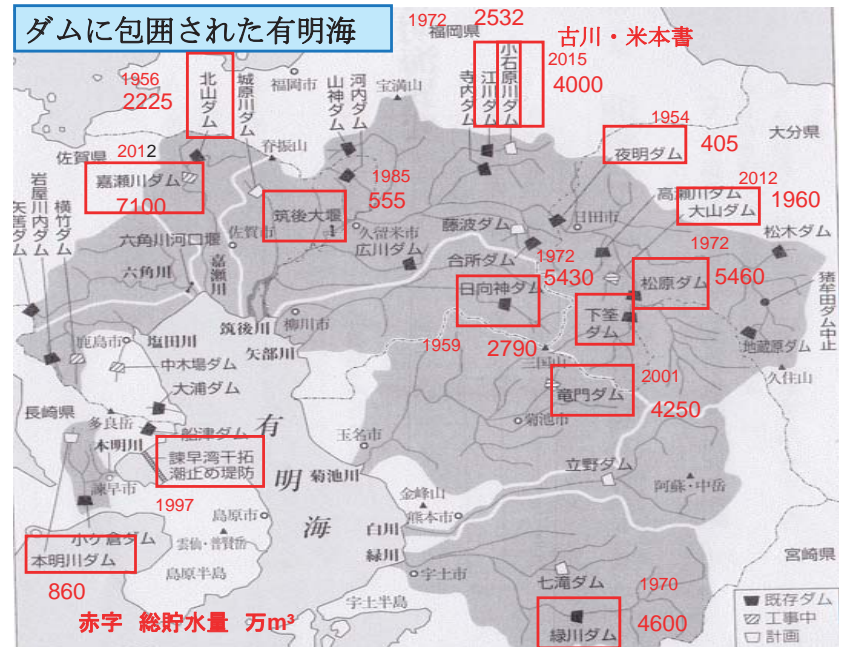 ダムに包囲された有明海
1972
2532
福岡県
古川・米本書
1956
2225
北山ダム
城原川ダム
福岡市
山神ダム
河内ダム
宝満山
寺内ダム
江川ダム
小石原川ダム
2015
4000
1954
405
夜明ダム
大分県
佐賀県
2012
嘉瀬川ダム
7100
脊振山
1985
555
筑後大堰
久留米市
広川ダム
藤波ダム
日田市
高瀬川ダム
2012
大山ダム
1960
岩屋川内ダム
横竹ダム
矢筈ダム
六角川河口堰
佐賀市
六角川
嘉瀬川
合所ダム
1972
5430
1972
松木ダム
日向神ダム
松原ダム
5460
下筌ダム
猪牟田ダム中止
鹿島市
塩田川
筑後川
柳川市
矢部川
1959
2790
三国山
地蔵原ダム
久住山
中木場ダム
大浦ダム
2001
竜門ダム
4250
長崎県
多良岳
船津ダム
有明海
玉名市
菊池市
本明川
諫早湾干拓
潮止め堤防
菊池川
立野ダム
諫早市
1997
島原市
金峰山
熊本市
阿蘇・中岳
小ヶ倉ダム
雲仙・普賢岳
白川
緑川
本明川ダム
島原半島
宇土市
宮崎県
860
七滝ダム
1970
宇土半島
緑川ダム
4600
赤字 総貯水量 万m³
既存ダム
工事中
計画